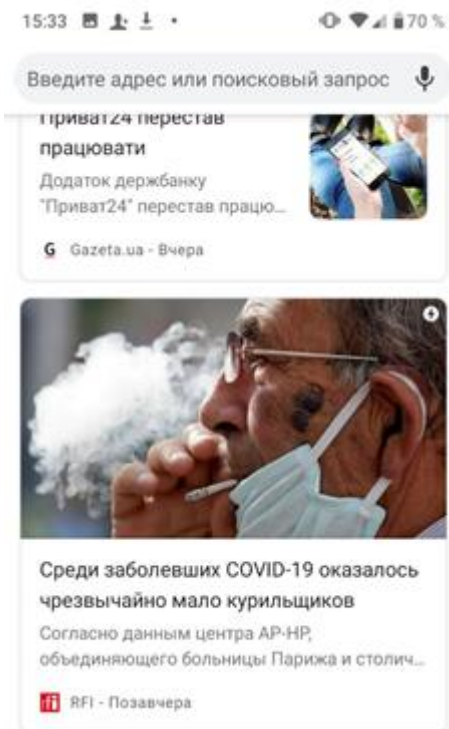 15:33 70 %
Введите адрес или поисковый запрос
Приват24 перестав
працювати
Додаток держбанку
"Приват24" перестав працю...
G Gazeta.ua - Вчера
Среди заболевших COVID-19 оказалось
чрезвычайно мало курильщиков
Согласно данным центра AP-HP,
объединяющего больницы Парижа и столич...
rfi RFI - Позавчера